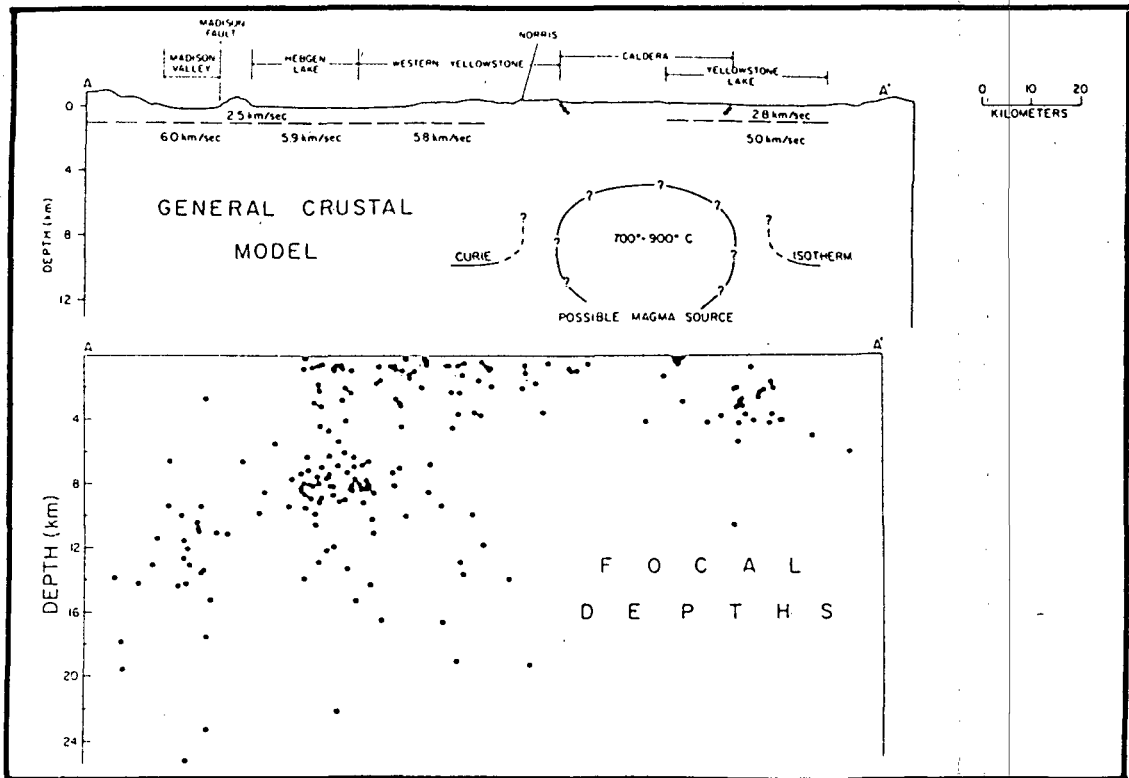 MADISON
FAULT
NORRIS
MADISON
VALLEY
HEBGEN
LAKE
WESTERN YELLOWSTONE
CALDERA
YELLOWSTONE
LAKE
A
A'
0
2.5 km/sec
2.8 km/sec
0 10 20
KILOMETERS
6.0 km/sec
5.9 km/sec
5.8 km/sec
5.0 km/sec
4
8
12
DEPTH (km)
GENERAL CRUSTAL
MODEL
? ? ? ? ? ? ? ? ? ?
700°-900° C
CURIE
ISOTHERM
POSSIBLE MAGMA SOURCE
A
A'
4
8
12
16
20
24
DEPTH (km)
FOCAL
DEPTHS